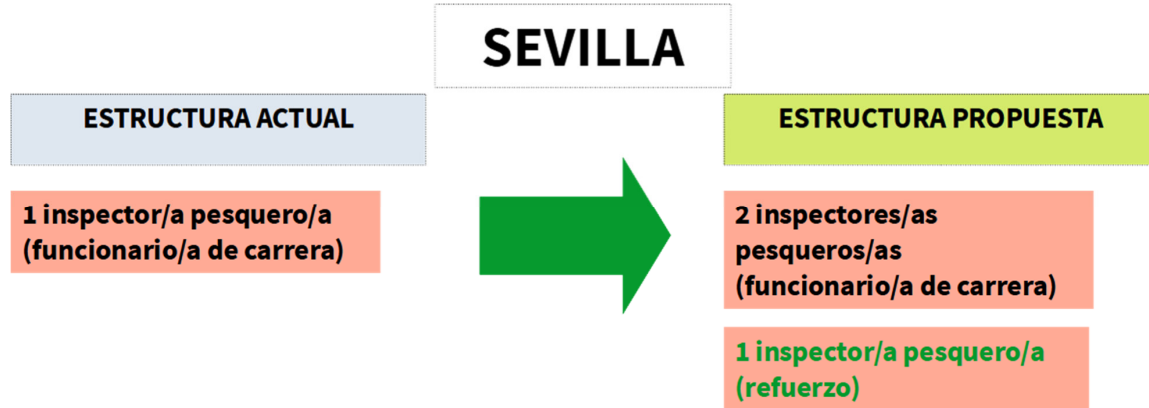 SEVILLA
ESTRUCTURA ACTUAL
ESTRUCTURA PROPUESTA
1 inspector/a pesquero/a
(funcionario/a de carrera)
2 inspectores/as
pesqueros/as
(funcionario/a de carrera)
1 inspector/a pesquero/a
(refuerzo)